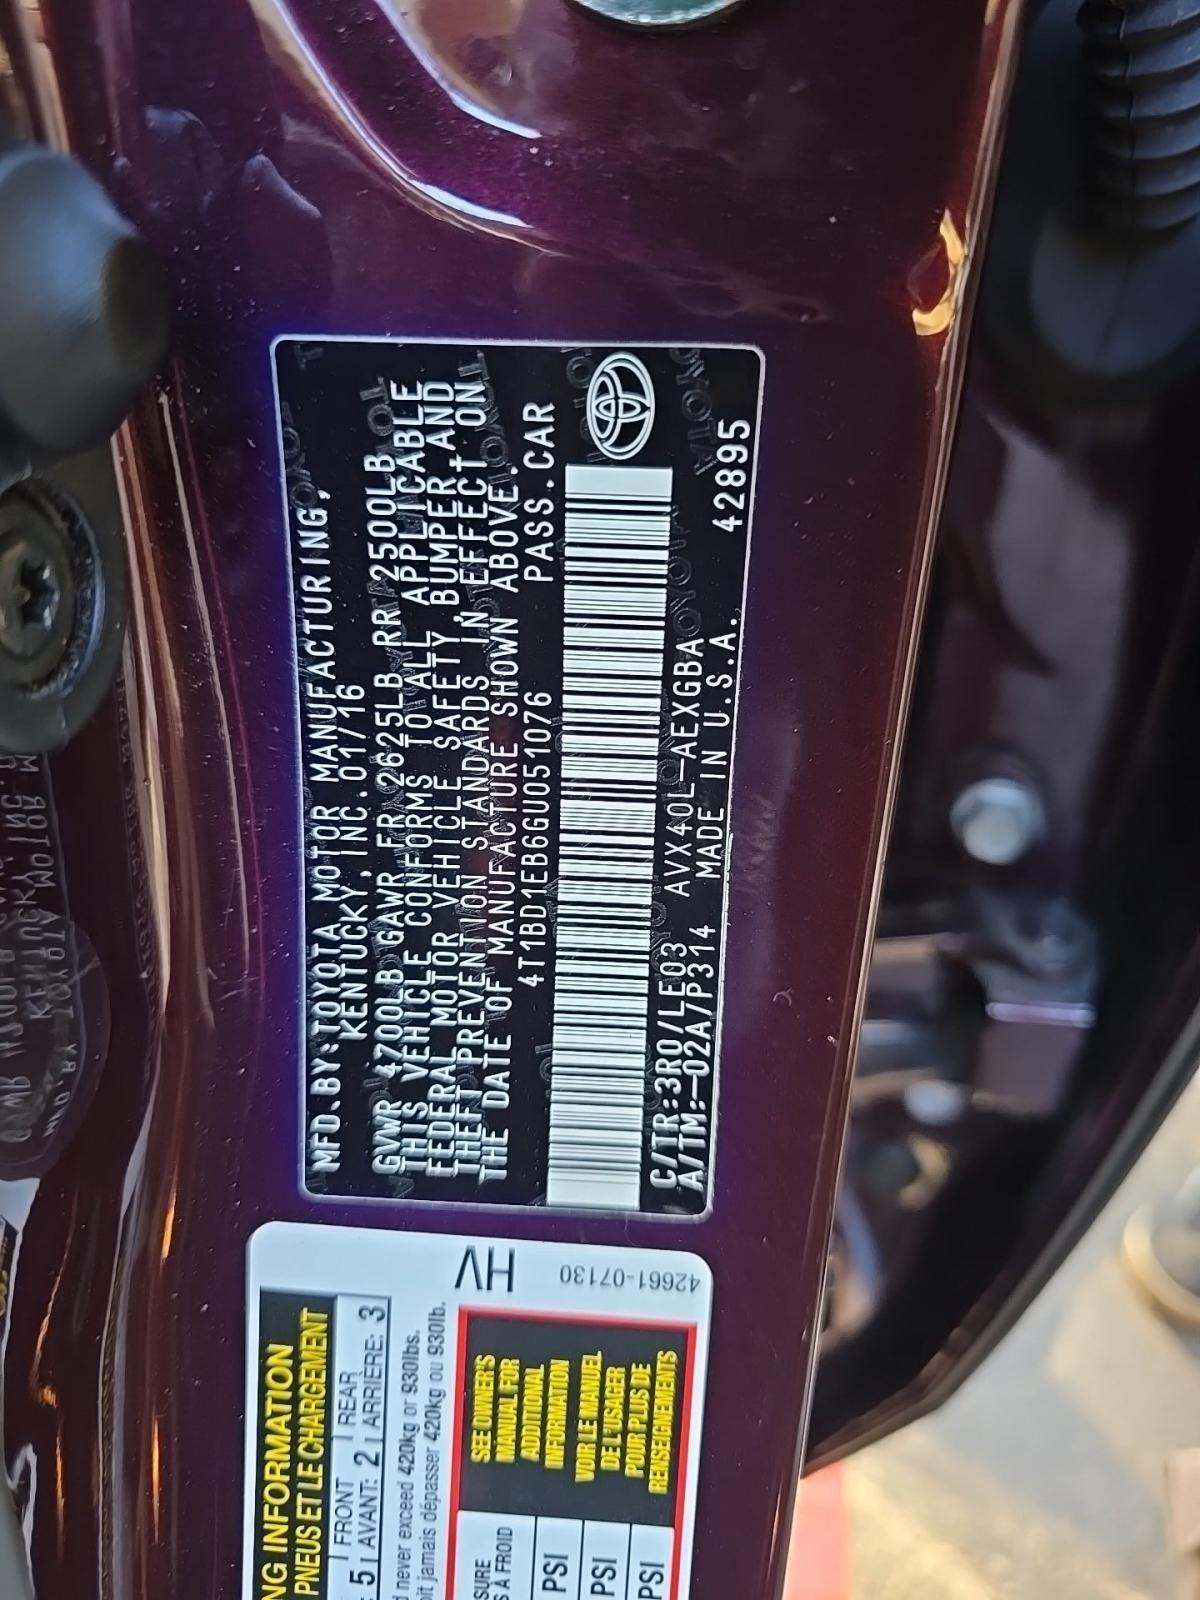 MFD.BY:TOYOTA MOTOR MANUFACTURING,
KENTUCKY, INC. 01/16
GVWR 4700LB GAWR FR 2625LB RR 2500LB
THIS VEHICLE CONFORMS TO ALL APPLICABLE
FEDERAL MOTOR VEHICLE SAFETY, BUMPER, AND
THEFT PREVENTION STANDARDS IN EFFECT ON
THE DATE OF MANUFACTURE SHOWN ABOVE.
4T1BD1EB6GU051076 PASS.CAR
C/TR:3R0/LE03 AVX40L-AEXGBA
A/TM:-02A/P314 MADE IN U.S.A. 42895
NG INFORMATION
PNEUS ET LE CHARGEMENT
HV
42661-07130
5 FRONT REAR
AVANT: 2 ARRIÈRE: 3
never exceed 420kg or 930lbs.
jamais dépasser 420kg ou 930lb.
SEE OWNER'S
MANUAL FOR
ADDITIONAL
INFORMATION
VOIR LE MANUEL
DE L'USAGER
POUR PLUS DE
RENSEIGNEMENTS
À FROID
PSI
PSI
PSI